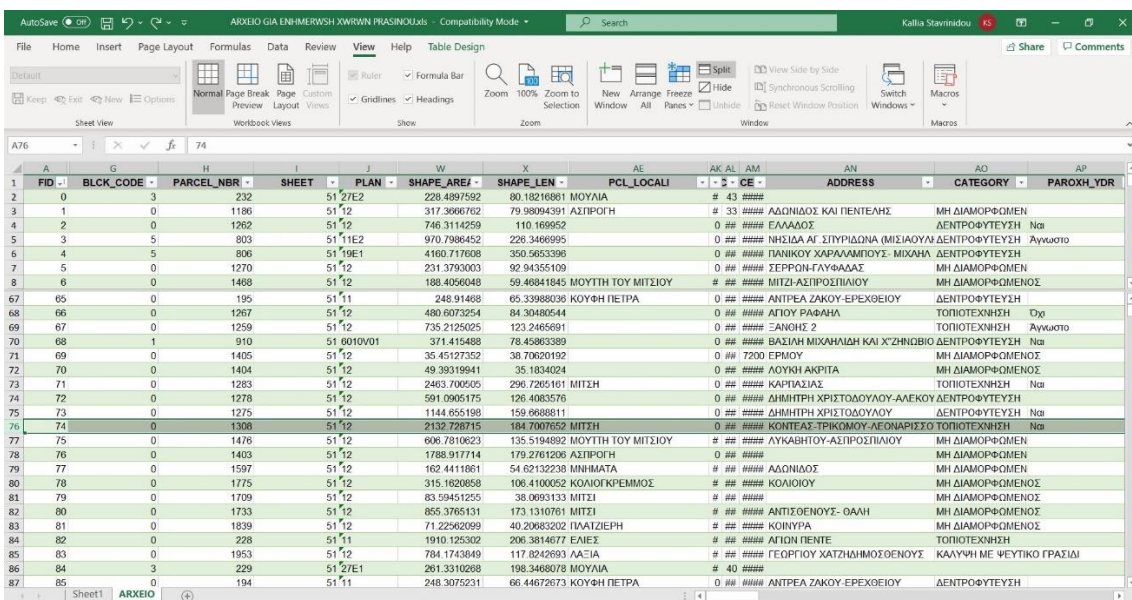 AutoSave Off ARXEIO GIA ENHMERWSH XWRWN PRASINOU.xls - Compatibility Mode Search Kallia Stavrinidou KS
File Home Insert Page Layout Formulas Data Review View Help Table Design Share Comments
Default Ruler Formula Bar Split View Side by Side
Keep Exit New Options Normal Page Break Preview Page Layout Custom Views Gridlines Headings Zoom 100% Zoom to Selection New Window Arrange All Freeze Panes Hide Synchronous Scrolling Unhide Reset Window Position Switch Windows Macros
Sheet View Workbook Views Show Zoom Window Macros
A76 fx 74
A G H I J W X AE AK AL AM AN AO AP
1 FID BLCK_CODE PARCEL_NBR SHEET PLAN SHAPE_AREA SHAPE_LEN PCL_LOCALI CE ADDRESS CATEGORY PAROXH_YDR
2 0 3 232 51 27E2 228.4897592 80.18216861 ΜΟΥΛΙΑ # 43 ####
3 1 0 1186 51 12 317.3666762 79.98094391 ΑΣΠΡΟΓΗ # 33 #### ΑΔΩΝΙΔΟΣ ΚΑΙ ΠΕΝΤΕΛΗΣ ΜΗ ΔΙΑΜΟΡΦΩΜΕΝ
4 2 0 1262 51 12 746.3114259 110.169952 0 ## #### ΕΛΛΑΔΟΣ ΔΕΝΤΡΟΦΥΤΕΥΣΗ Ναι
5 3 5 803 51 11E2 970.7986452 226.3466995 0 ## #### ΝΗΣΙΔΑ ΑΓ.ΣΠΥΡΙΔΩΝΑ (ΜΙΣΙΑΟΥΛΗ ΔΕΝΤΡΟΦΥΤΕΥΣΗ Άγνωστο
6 4 5 806 51 19E1 4160.717608 350.5653396 0 ## #### ΠΑΝΙΚΟΥ ΧΑΡΑΛΑΜΠΟΥΣ- ΜΙΧΑΗΛ ΔΕΝΤΡΟΦΥΤΕΥΣΗ
7 5 0 1270 51 12 231.3793003 92.94355109 0 ## #### ΣΕΡΡΩΝ-ΓΛΥΦΑΔΑΣ ΜΗ ΔΙΑΜΟΡΦΩΜΕΝ
8 6 0 1468 51 12 188.4056048 59.46841845 ΜΟΥΤΤΗ ΤΟΥ ΜΙΤΣΙΟΥ # ## #### ΜΙΤΖΙ-ΑΣΠΡΟΣΠΙΛΙΟΥ ΜΗ ΔΙΑΜΟΡΦΩΜΕΝ
67 65 0 195 51 11 248.91468 65.33988036 ΚΟΥΦΗ ΠΕΤΡΑ 0 ## #### ΑΝΤΡΕΑ ΖΑΚΟΥ-ΕΡΕΧΘΕΙΟΥ ΔΕΝΤΡΟΦΥΤΕΥΣΗ
68 66 0 1267 51 12 480.6073254 84.30480544 0 ## #### ΑΓΙΟΥ ΡΑΦΑΗΛ ΤΟΠΙΟΤΕΧΝΗΣΗ Όχι
69 67 0 1259 51 12 735.2125025 123.2465691 0 ## #### ΞΑΝΘΗΣ 2 ΤΟΠΙΟΤΕΧΝΗΣΗ Άγνωστο
70 68 1 910 51 6010V01 371.415488 78.45863389 0 ## #### ΒΑΣΙΛΗ ΜΙΧΑΗΛΙΔΗ ΚΑΙ Χ"ΖΗΝΩΒΙΟ ΔΕΝΤΡΟΦΥΤΕΥΣΗ Ναι
71 69 0 1405 51 12 35.45127352 38.70620192 0 ## 7200 ΕΡΜΟΥ ΜΗ ΔΙΑΜΟΡΦΩΜΕΝΟΣ
72 70 0 1404 51 12 49.39319941 35.1834024 0 ## #### ΛΟΥΚΗ ΑΚΡΙΤΑ ΜΗ ΔΙΑΜΟΡΦΩΜΕΝΟΣ
73 71 0 1283 51 12 2463.700505 296.7265161 ΜΙΤΣΗ 0 ## #### ΚΑΡΠΑΣΙΑΣ ΤΟΠΙΟΤΕΧΝΗΣΗ Ναι
74 72 0 1278 51 12 591.0905175 126.4083576 0 ## #### ΔΗΜΗΤΡΗ ΧΡΙΣΤΟΔΟΥΛΟΥ-ΑΛΕΚΟΥ ΔΕΝΤΡΟΦΥΤΕΥΣΗ
75 73 0 1275 51 12 1144.655198 159.6688811 0 ## #### ΔΗΜΗΤΡΗ ΧΡΙΣΤΟΔΟΥΛΟΥ ΔΕΝΤΡΟΦΥΤΕΥΣΗ Ναι
76 74 0 1308 51 12 2132.728715 184.7007652 ΜΙΤΣΗ 0 ## #### ΚΟΝΤΕΑΣ-ΤΡΙΚΩΜΟΥ-ΛΕΟΝΑΡΙΣΣΟ ΤΟΠΙΟΤΕΧΝΗΣΗ Ναι
77 75 0 1476 51 12 606.7810623 135.5194892 ΜΟΥΤΤΗ ΤΟΥ ΜΙΤΣΙΟΥ # ## #### ΛΥΚΑΒΗΤΟΥ-ΑΣΠΡΟΣΠΙΛΙΟΥ ΜΗ ΔΙΑΜΟΡΦΩΜΕΝ
78 76 0 1403 51 12 1788.917714 179.2761206 ΑΣΠΡΟΓΗ 0 ## #### ΜΗ ΔΙΑΜΟΡΦΩΜΕΝ
79 77 0 1597 51 12 162.4411861 54.62132238 ΜΝΗΜΑΤΑ # ## #### ΑΔΩΝΙΔΟΣ ΜΗ ΔΙΑΜΟΡΦΩΜΕΝΟΣ
80 78 0 1775 51 12 315.1620858 106.4100052 ΚΟΛΙΟΓΚΡΕΜΜΟΣ # ## #### ΚΟΛΙΟΙΟΥ ΜΗ ΔΙΑΜΟΡΦΩΜΕΝΟΣ
81 79 0 1709 51 12 83.59451255 38.0693133 ΜΙΤΣΙ # ## #### ΜΗ ΔΙΑΜΟΡΦΩΜΕΝΟΣ
82 80 0 1733 51 12 855.3765131 173.1310761 ΜΙΤΣΙ # ## #### ΑΝΤΙΣΘΕΝΟΥΣ- ΘΑΛΗ ΜΗ ΔΙΑΜΟΡΦΩΜΕΝΟΣ
83 81 0 1839 51 12 71.22562099 40.20683202 ΠΛΑΤΖΙΕΡΗ # ## #### ΚΟΙΝΥΡΑ ΜΗ ΔΙΑΜΟΡΦΩΜΕΝΟΣ
84 82 0 228 51 11 1910.125302 206.3814677 ΕΛΙΕΣ # ## #### ΑΓΙΩΝ ΠΕΝΤΕ ΤΟΠΙΟΤΕΧΝΗΣΗ
85 83 0 1953 51 12 784.1743849 117.8242693 ΛΑΞΙΑ # ## #### ΓΕΩΡΓΙΟΥ ΧΑΤΖΗΔΗΜΟΣΘΕΝΟΥΣ ΚΑΛΥΨΗ ΜΕ ΨΕΥΤΙΚΟ ΓΡΑΣΙΔΙ
86 84 3 229 51 27E1 261.3310268 198.3468078 ΜΟΥΛΙΑ # 40 ####
87 85 0 194 51 11 248.3075231 66.44672673 ΚΟΥΦΗ ΠΕΤΡΑ 0 ## #### ΑΝΤΡΕΑ ΖΑΚΟΥ-ΕΡΕΧΘΕΙΟΥ ΔΕΝΤΡΟΦΥΤΕΥΣΗ
Sheet1 ARXEIO